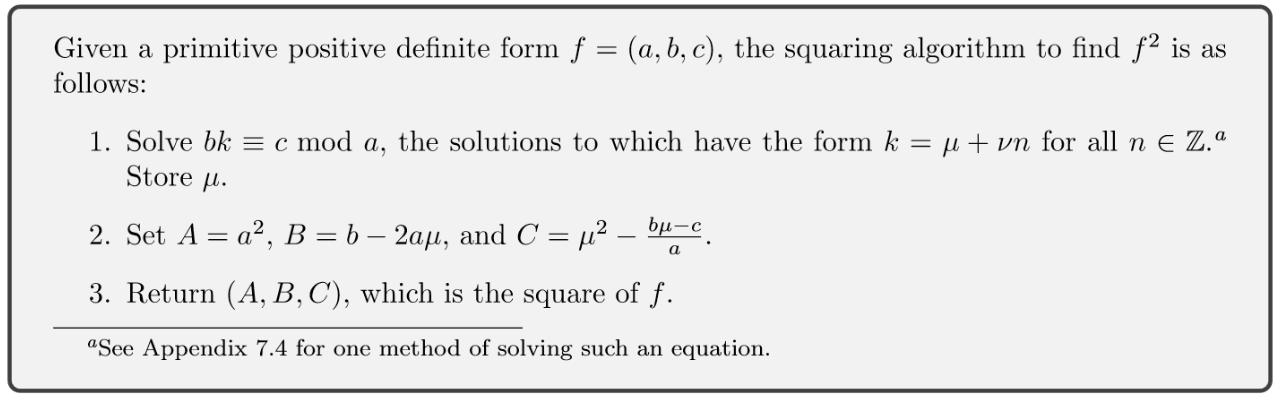 Given a primitive positive definite form f = (a, b, c), the squaring algorithm to find f² is as
follows:
1. Solve bk ≡ c mod a, the solutions to which have the form k = μ + νn for all n ∈ ℤ.ᵃ
Store μ.
2. Set A = a², B = b − 2aμ, and C = μ² − (bμ−c)/a.
3. Return (A, B, C), which is the square of f.
ᵃSee Appendix 7.4 for one method of solving such an equation.